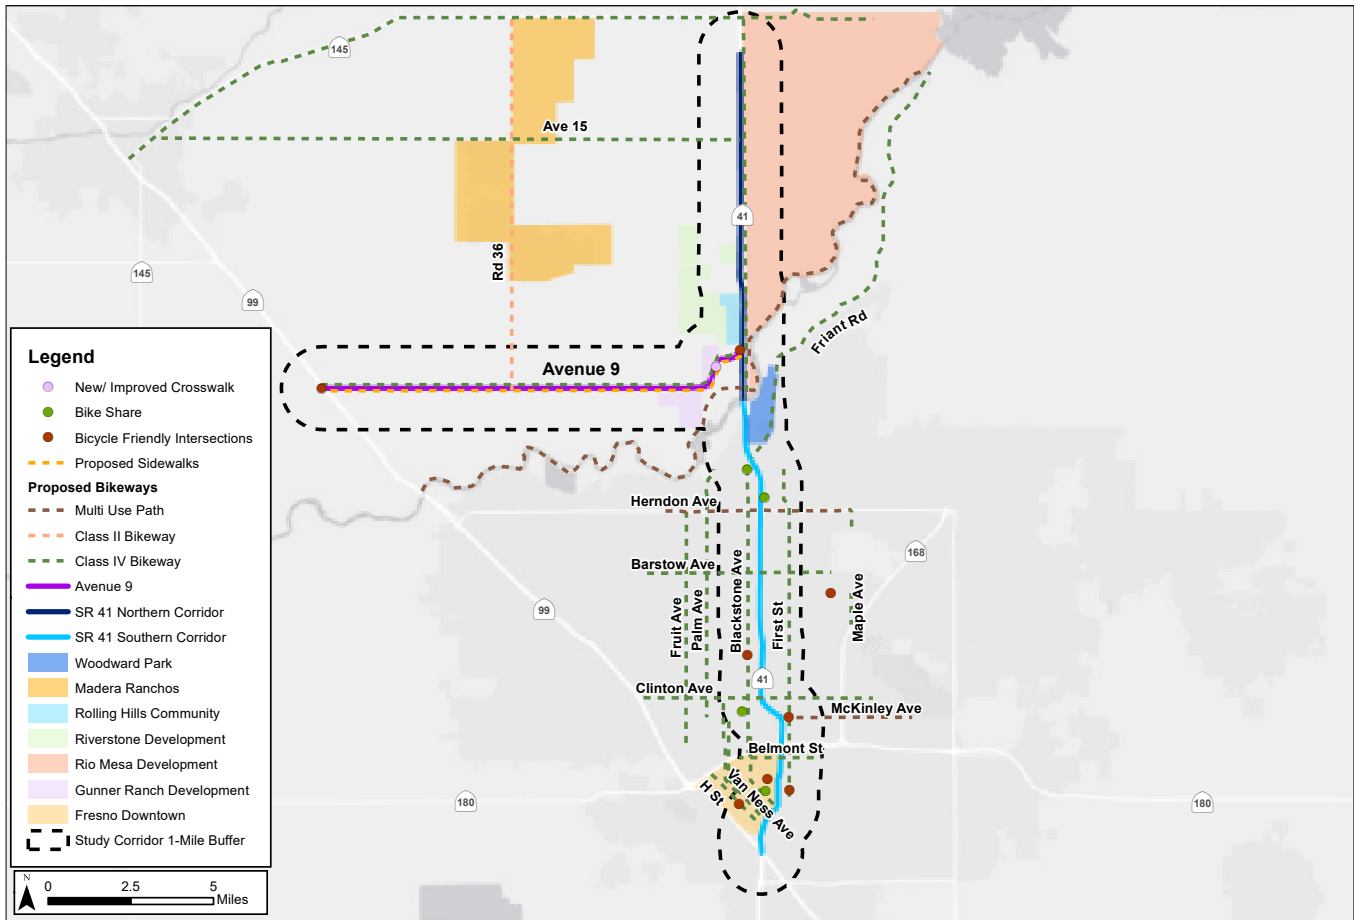 145
Ave 15
41
Rd 36
145
99
Friant Rd
Avenue 9
Legend
New/ Improved Crosswalk
Bike Share
Bicycle Friendly Intersections
Proposed Sidewalks
Proposed Bikeways
Multi Use Path
Class II Bikeway
Class IV Bikeway
Avenue 9
SR 41 Northern Corridor
SR 41 Southern Corridor
Woodward Park
Madera Ranchos
Rolling Hills Community
Riverstone Development
Rio Mesa Development
Gunner Ranch Development
Fresno Downtown
Study Corridor 1-Mile Buffer
N
0 2.5 5
Miles
Herndon Ave
168
Barstow Ave
99
Fruit Ave
Palm Ave
Blackstone Ave
First St
Maple Ave
41
Clinton Ave
McKinley Ave
Belmont St
Van Ness Ave
H St
180
180